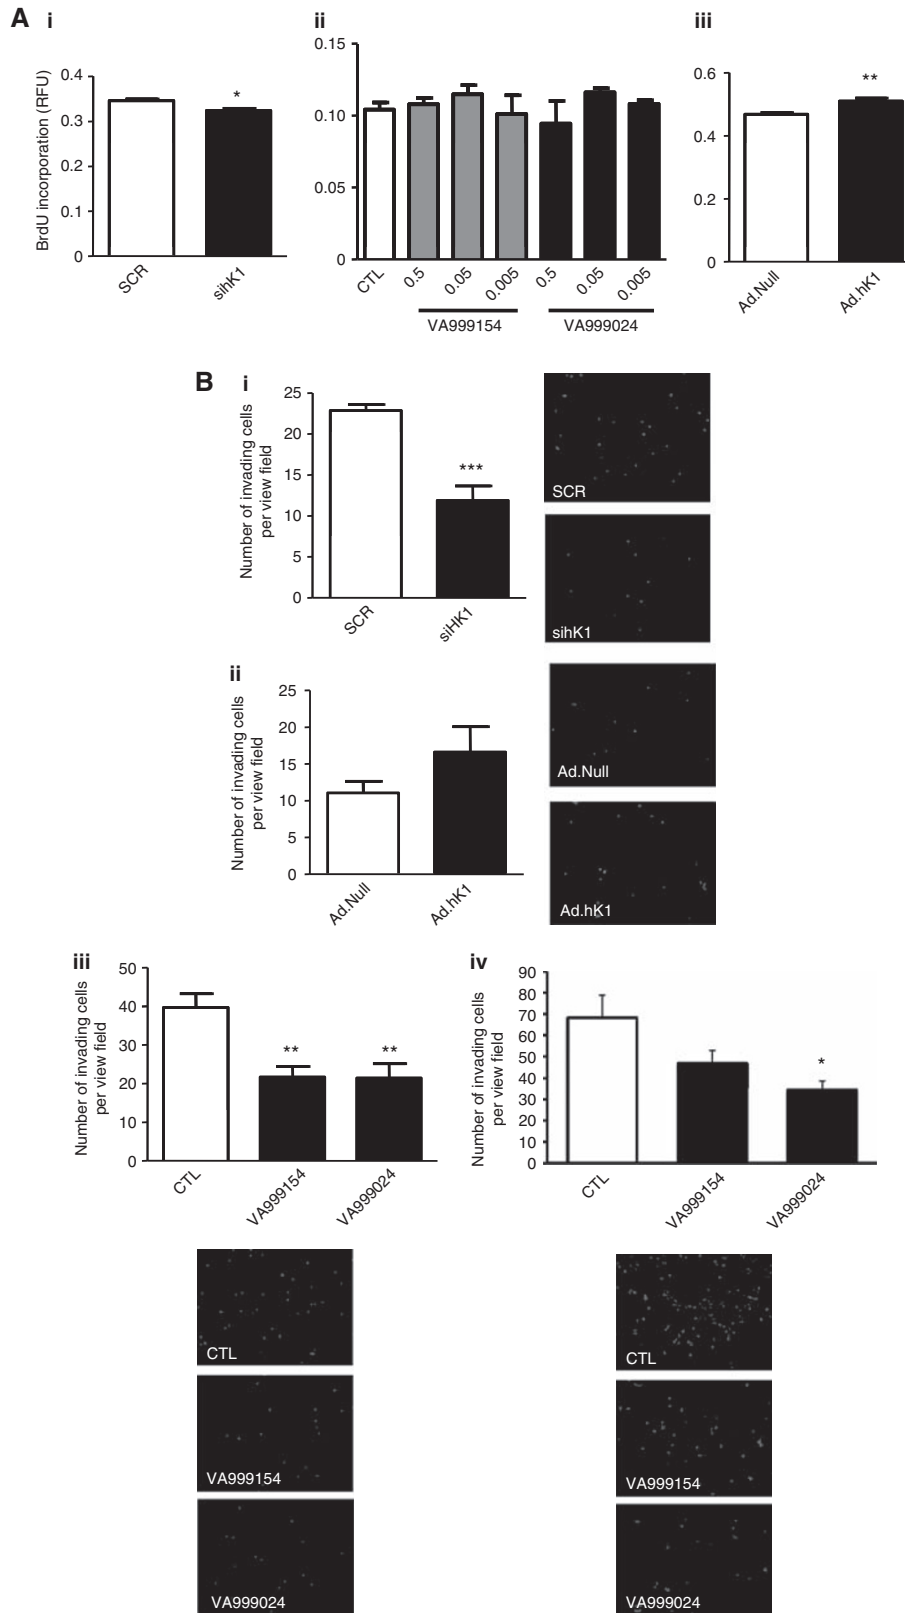 A i ii iii
BrdU incorporation (RFU)
0.4
0.3
0.2
0.1
0
*
SCR
sihK1
0.15
0.10
0.05
0
CTL
0.5
0.05
0.005
0.5
0.05
0.005
VA999154
VA999024
0.6
0.4
0.2
0
**
Ad.Null
Ad.hK1
B i
Number of invading cells
per view field
25
20
15
10
5
0
***
SCR
siHK1
SCR
sihK1
ii
Number of invading cells
per view field
25
20
15
10
5
0
Ad.Null
Ad.hK1
Ad.Null
Ad.hK1
iii
Number of invading cells
per view field
50
40
30
20
10
0
**
**
CTL
VA999154
VA999024
iv
Number of invading cells
per view field
90
80
70
60
50
40
30
20
10
0
*
CTL
VA999154
VA999024
CTL
VA999154
VA999024
CTL
VA999154
VA999024